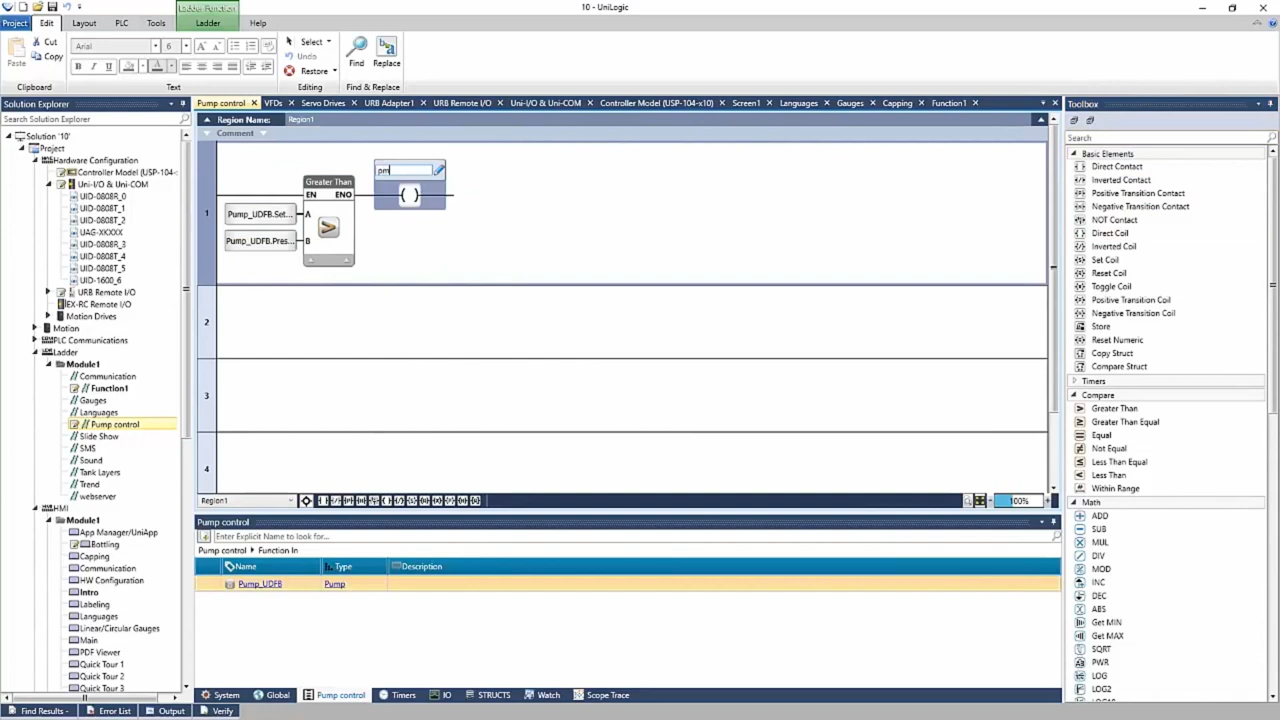 10 - UniLogic
Ladder Function
Project Edit Layout PLC Tools Ladder Help
Paste Cut Copy
Arial 6
B I U A
Select
Undo
Restore
Find Replace
Clipboard Text Editing Find & Replace
Solution Explorer
Search Solution Explorer
Solution '10'
Project
Hardware Configuration
Controller Model (USP-104-
Uni-I/O & Uni-COM
UID-0808R_0
UID-0808T_1
UID-0808T_2
UAG-XXXXX
UID-0808R_3
UID-0808T_4
UID-0808T_5
UID-1600_6
URB Remote I/O
EX-RC Remote I/O
Motion Drives
Motion
PLC Communications
Ladder
Module1
Communication
Function1
Gauges
Languages
Pump control
Slide Show
SMS
Sound
Tank Layers
Trend
webserver
HMI
Module1
App Manager/UniApp
Bottling
Capping
Communication
HW Configuration
Intro
Labeling
Languages
Linear/Circular Gauges
Main
PDF Viewer
Quick Tour 1
Quick Tour 2
Quick Tour 3
Pump control VFDs Servo Drives URB Adapter1 URB Remote I/O Uni-I/O & Uni-COM Controller Model (USP-104-x10) Screen1 Languages Gauges Capping Function1
Region Name: Region1
Comment
1
pm
Greater Than
EN ENO
Pump_UDFB.Set... A
Pump_UDFB.Pres... B
>
2
3
4
Region1
100%
Pump control
Enter Explicit Name to look for...
Pump control Function In
Name Type Description
Pump_UDFB Pump
System Global Pump control Timers IO STRUCTS Watch Scope Trace
Toolbox
Search
Basic Elements
Direct Contact
Inverted Contact
Positive Transition Contact
Negative Transition Contact
NOT Contact
Direct Coil
Inverted Coil
Set Coil
Reset Coil
Toggle Coil
Positive Transition Coil
Negative Transition Coil
Store
Reset Numeric
Copy Struct
Compare Struct
Timers
Compare
Greater Than
Greater Than Equal
Equal
Not Equal
Less Than Equal
Less Than
Within Range
Math
ADD
SUB
MUL
DIV
MOD
INC
DEC
ABS
Get MIN
Get MAX
SQRT
PWR
LOG
LOG2
Find Results - Error List Output Verify